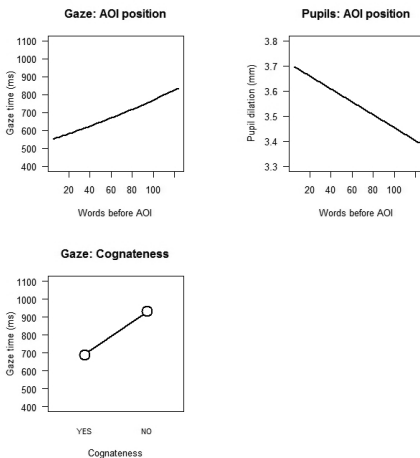 Gaze: AOI position
1100
1000
900
800
700
600
500
400
Gaze time (ms)
20 40 60 80 100
Words before AOI
Pupils: AOI position
3.8
3.7
3.6
3.5
3.4
3.3
Pupil dilation (mm)
20 40 60 80 100
Words before AOI
Gaze: Cognateness
1100
1000
900
800
700
600
500
400
Gaze time (ms)
YES NO
Cognateness